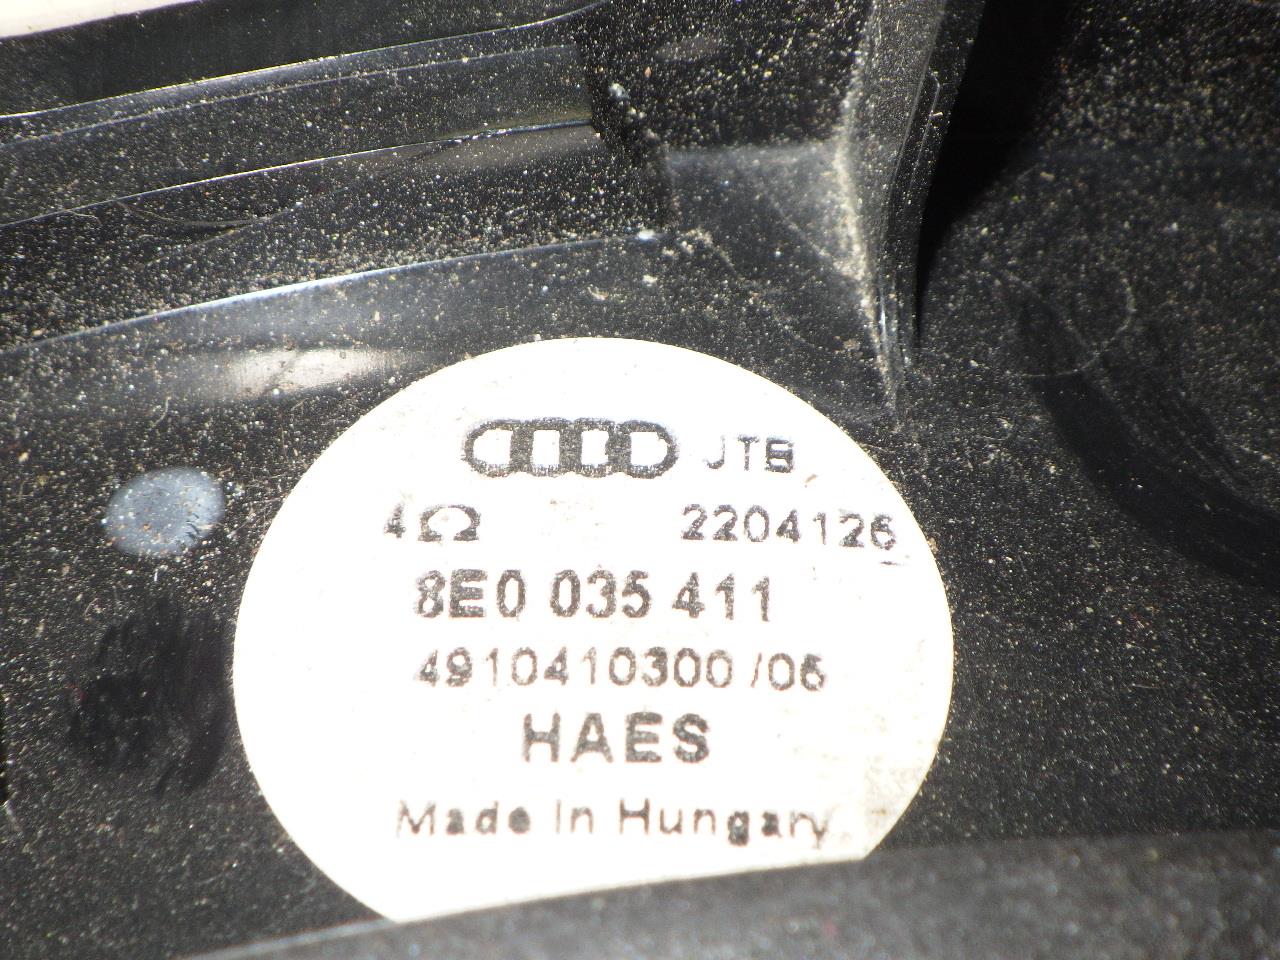 JTB
4Ω 2204126
8E0 035 411
4910410300 /06
HAES
Made In Hungary